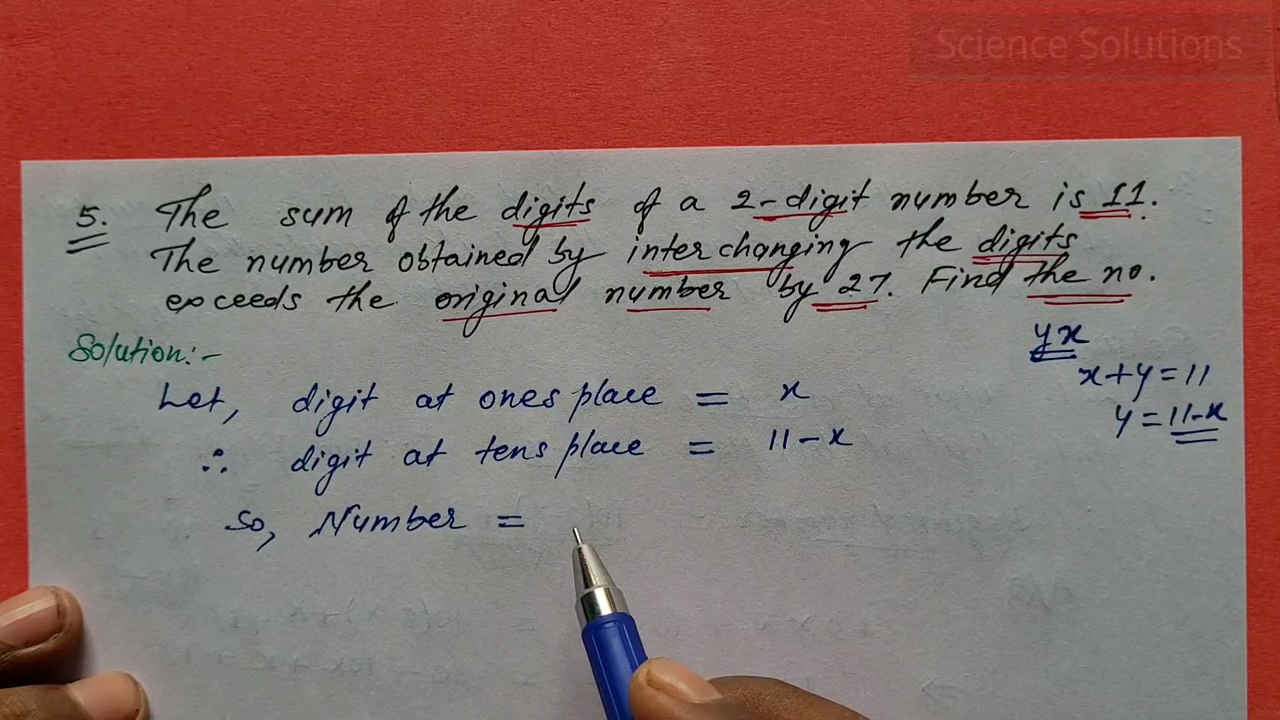 Science Solutions
5. The sum of the digits of a 2-digit number is 11.
The number obtained by interchanging the digits
exceeds the original number by 27. Find the no.
Solution:-
yx
x+y=11
y=11-x
Let, digit at ones place = x
∴ digit at tens place = 11-x
So, Number =